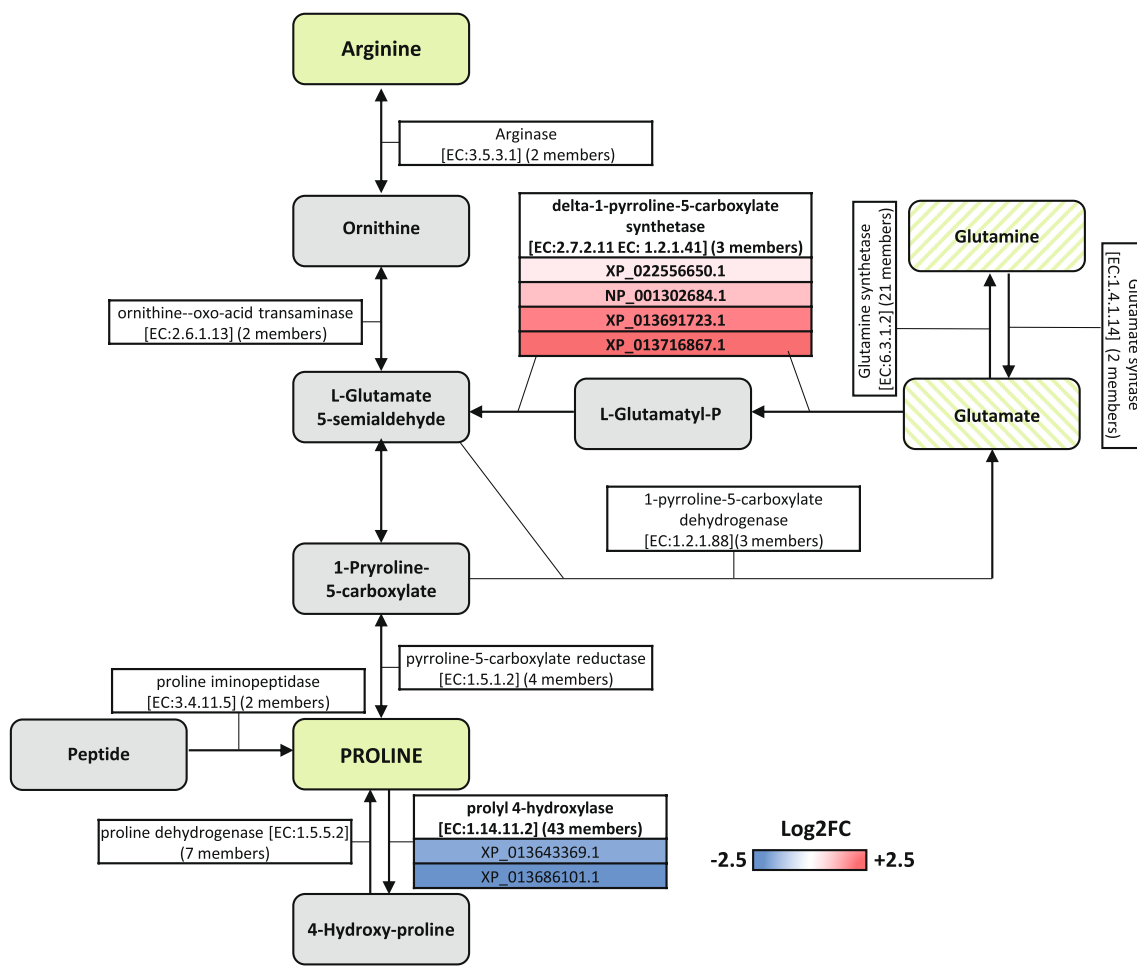 Arginine
Arginase
[EC:3.5.3.1] (2 members)
Ornithine
delta-1-pyrroline-5-carboxylate
synthetase
[EC:2.7.2.11 EC: 1.2.1.41] (3 members)
XP_022556650.1
NP_001302684.1
XP_013691723.1
XP_013716867.1
Glutamine synthetase
[EC:6.3.1.2] (21 members)
Glutamine
Glutamate syntase
[EC:1.4.1.14] (2 members)
ornithine--oxo-acid transaminase
[EC:2.6.1.13] (2 members)
L-Glutamate
5-semialdehyde
L-Glutamatyl-P
Glutamate
1-pyrroline-5-carboxylate
dehydrogenase
[EC:1.2.1.88](3 members)
1-Pryroline-
5-carboxylate
pyrroline-5-carboxylate reductase
[EC:1.5.1.2] (4 members)
proline iminopeptidase
[EC:3.4.11.5] (2 members)
Peptide
PROLINE
prolyl 4-hydroxylase
[EC:1.14.11.2] (43 members)
XP_013643369.1
XP_013686101.1
proline dehydrogenase [EC:1.5.5.2]
(7 members)
Log2FC
-2.5 +2.5
4-Hydroxy-proline